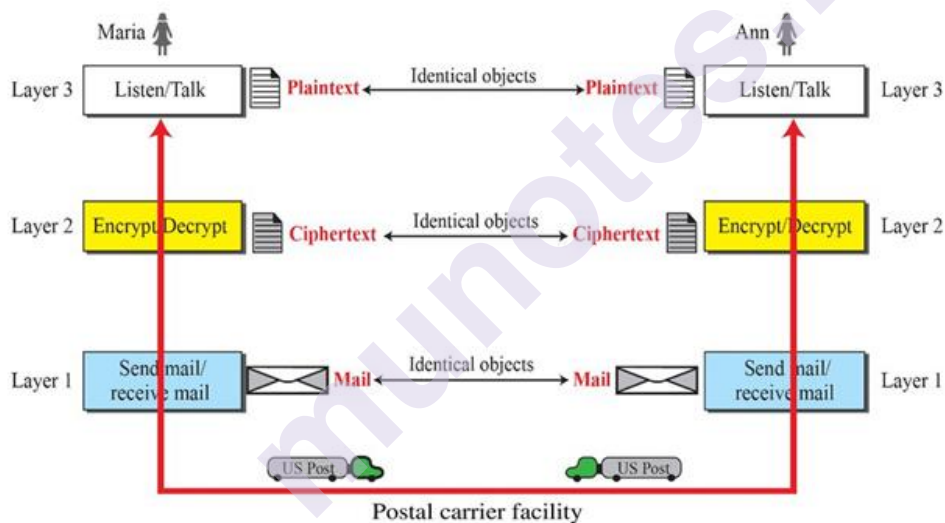 Maria
Ann
Layer 3
Listen/Talk
Plaintext
Identical objects
Plaintext
Listen/Talk
Layer 3
Layer 2
Encrypt/Decrypt
Ciphertext
Identical objects
Ciphertext
Encrypt/Decrypt
Layer 2
Layer 1
Send mail/
receive mail
Mail
Identical objects
Mail
Send mail/
receive mail
Layer 1
US Post
US Post
Postal carrier facility
munotes.i